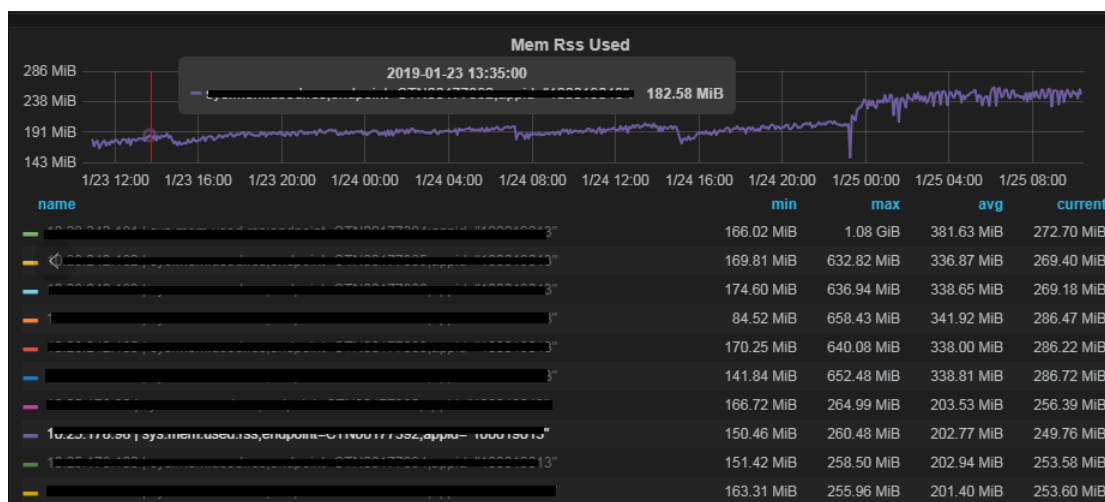 Mem Rss Used
286 MiB
2019-01-23 13:35:00
182.58 MiB
238 MiB
191 MiB
143 MiB
1/23 12:00 1/23 16:00 1/23 20:00 1/24 00:00 1/24 04:00 1/24 08:00 1/24 12:00 1/24 16:00 1/24 20:00 1/25 00:00 1/25 04:00 1/25 08:00
name min max avg current
166.02 MiB 1.08 GiB 381.63 MiB 272.70 MiB
169.81 MiB 632.82 MiB 336.87 MiB 269.40 MiB
174.60 MiB 636.94 MiB 338.65 MiB 269.18 MiB
84.52 MiB 658.43 MiB 341.92 MiB 286.47 MiB
170.25 MiB 640.08 MiB 338.00 MiB 286.22 MiB
141.84 MiB 652.48 MiB 338.81 MiB 286.72 MiB
166.72 MiB 264.99 MiB 203.53 MiB 256.39 MiB
150.46 MiB 260.48 MiB 202.77 MiB 249.76 MiB
151.42 MiB 258.50 MiB 202.94 MiB 253.58 MiB
163.31 MiB 255.96 MiB 201.40 MiB 253.60 MiB